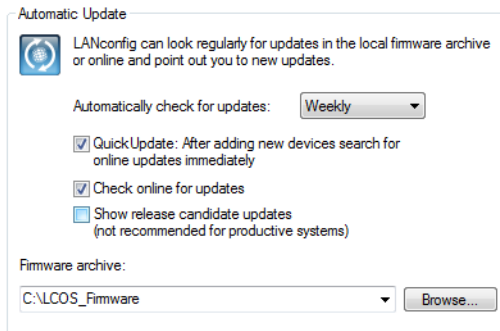 Automatic Update
LANconfig can look regularly for updates in the local firmware archive
or online and point out you to new updates.
Automatically check for updates: Weekly
QuickUpdate: After adding new devices search for
online updates immediately
Check online for updates
Show release candidate updates
(not recommended for productive systems)
Firmware archive:
C:\LCOS_Firmware Browse...